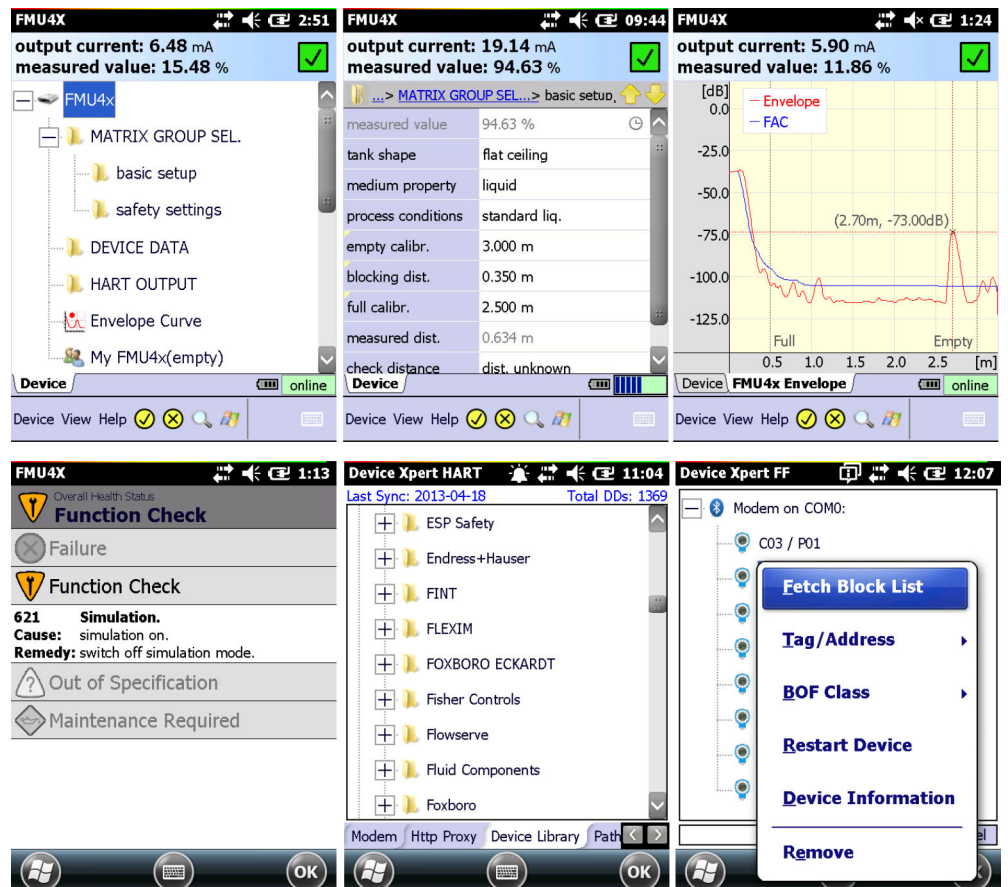 FMU4X 2:51
output current: 6.48 mA
measured value: 15.48 %
FMU4x
MATRIX GROUP SEL.
basic setup
safety settings
DEVICE DATA
HART OUTPUT
Envelope Curve
My FMU4x(empty)
Device online
Device View Help
FMU4X 09:44
output current: 19.14 mA
measured value: 94.63 %
...> MATRIX GROUP SEL...> basic setup,
measured value 94.63 %
tank shape flat ceiling
medium property liquid
process conditions standard liq.
empty calibr. 3.000 m
blocking dist. 0.350 m
full calibr. 2.500 m
measured dist. 0.634 m
check distance dist. unknown
Device
Device View Help
FMU4X 1:24
output current: 5.90 mA
measured value: 11.86 %
[dB]
0.0
Envelope
FAC
-25.0
-50.0
(2.70m, -73.00dB)
-75.0
-100.0
-125.0
Full Empty
0.5 1.0 1.5 2.0 2.5 [m]
Device FMU4x Envelope online
Device View Help
FMU4X 1:13
Overall Health Status
Function Check
Failure
Function Check
621 Simulation.
Cause: simulation on.
Remedy: switch off simulation mode.
Out of Specification
Maintenance Required
OK
Device Xpert HART 11:04
Last Sync: 2013-04-18 Total DDs: 1369
ESP Safety
Endress+Hauser
FINT
FLEXIM
FOXBORO ECKARDT
Fisher Controls
Flowserve
Fluid Components
Foxboro
Modem Http Proxy Device Library Path
OK
Device Xpert FF 12:07
Modem on COM0:
C03 / P01
Fetch Block List
Tag/Address
BOF Class
Restart Device
Device Information
Remove